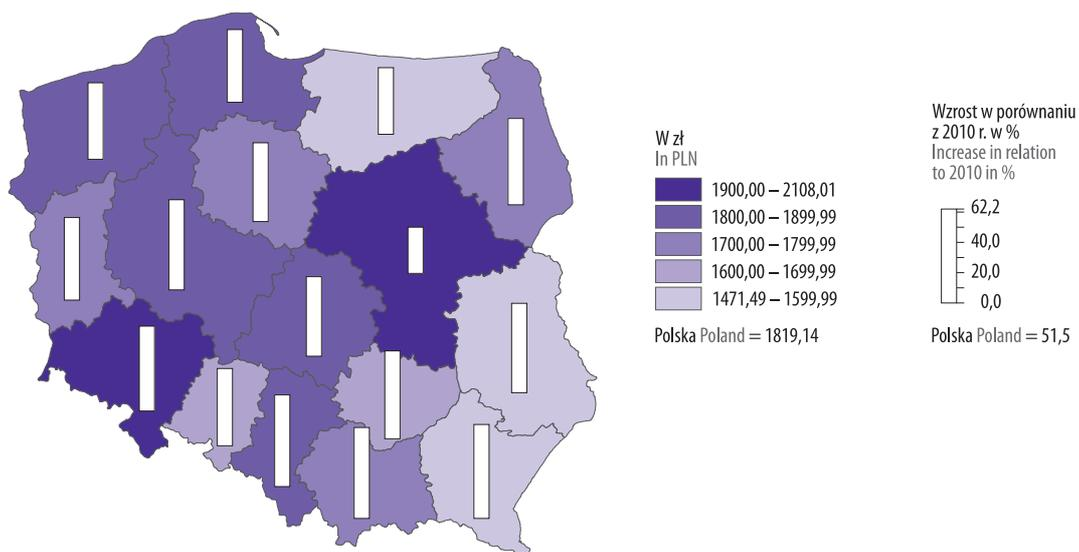 W zł
In PLN
1900,00 – 2108,01
1800,00 – 1899,99
1700,00 – 1799,99
1600,00 – 1699,99
1471,49 – 1599,99
Polska Poland = 1819,14
Wzrost w porównaniu
z 2010 r. w %
Increase in relation
to 2010 in %
62,2
40,0
20,0
0,0
Polska Poland = 51,5